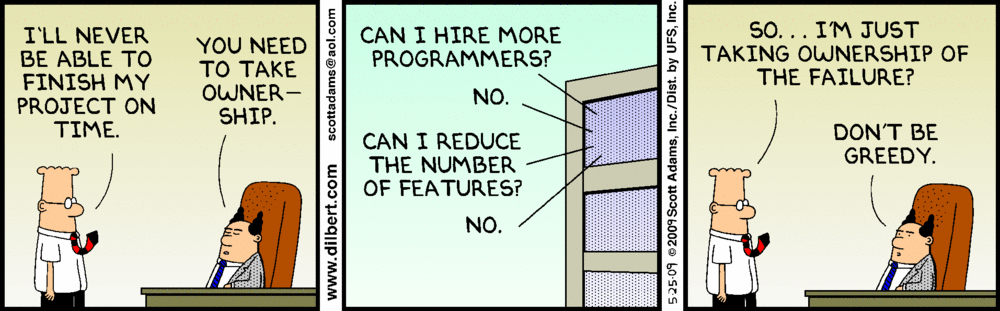 I'LL NEVER
BE ABLE TO
FINISH MY
PROJECT ON
TIME.
YOU NEED
TO TAKE
OWNER—
SHIP.
www.dilbert.com
scottadams@aol.com
CAN I HIRE MORE
PROGRAMMERS?
NO.
CAN I REDUCE
THE NUMBER
OF FEATURES?
NO.
5-25-09 ©2009 Scott Adams, Inc./Dist. by UFS, Inc.
SO. . . I'M JUST
TAKING OWNERSHIP OF
THE FAILURE?
DON'T BE
GREEDY.